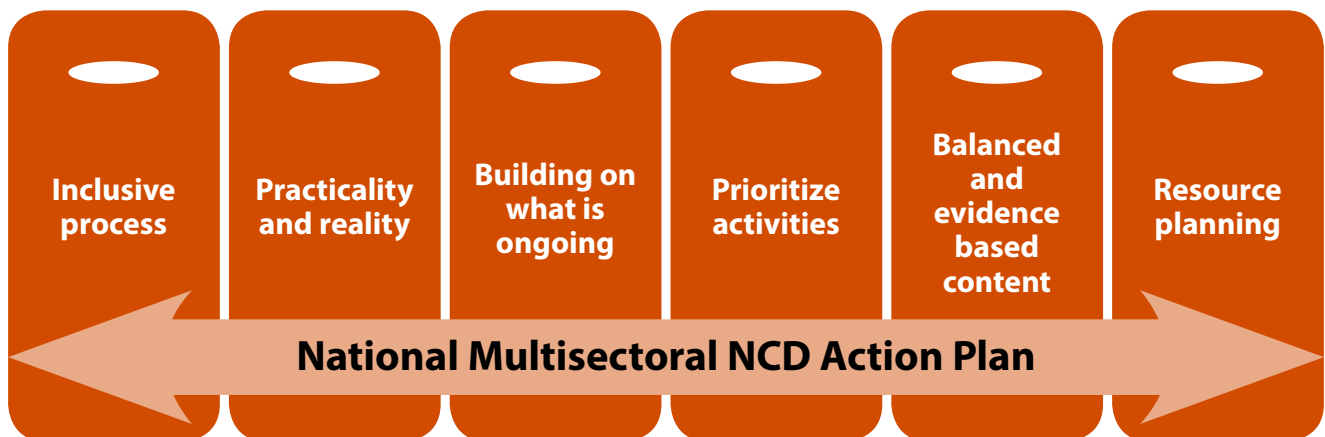 Inclusive
process
Practicality
and reality
Building on
what is
ongoing
Prioritize
activities
Balanced
and
evidence
based
content
Resource
planning
National Multisectoral NCD Action Plan